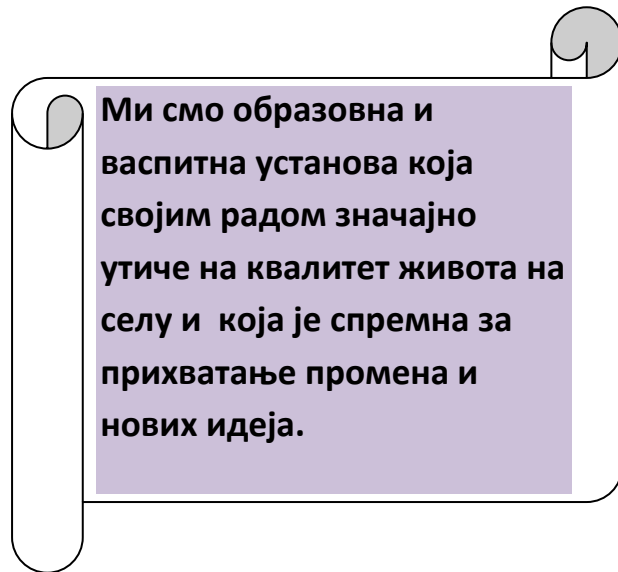 Ми смо образовна и
васпитна установа која
својим радом значајно
утиче на квалитет живота на
селу и  која је спремна за
прихватање промена и
нових идеја.